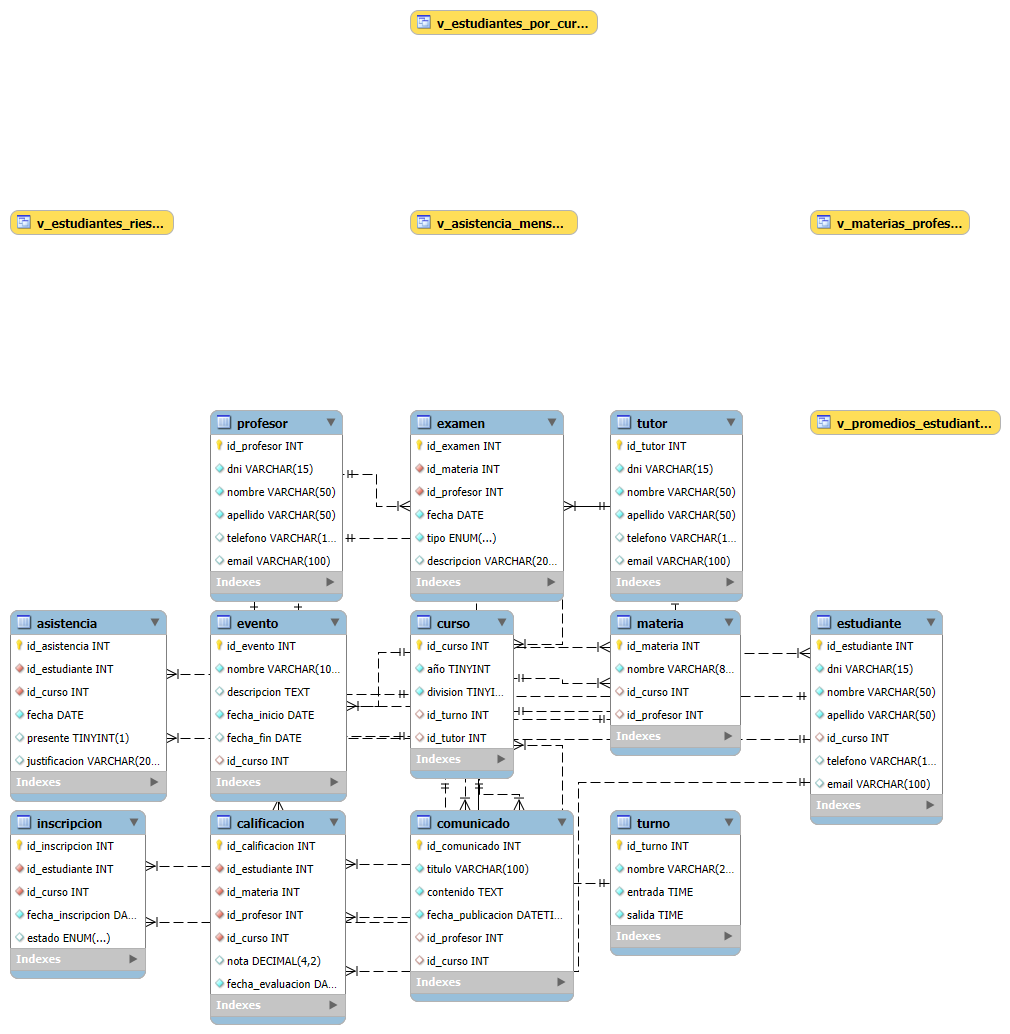 v_estudiantes_por_cur...
v_estudiantes_ries...
v_asistencia_mens...
v_materias_profes...
profesor
id_profesor INT
dni VARCHAR(15)
nombre VARCHAR(50)
apellido VARCHAR(50)
telefono VARCHAR(1...
email VARCHAR(100)
Indexes
examen
id_examen INT
id_materia INT
id_profesor INT
fecha DATE
tipo ENUM(...)
descripcion VARCHAR(20...
Indexes
tutor
id_tutor INT
dni VARCHAR(15)
nombre VARCHAR(50)
apellido VARCHAR(50)
telefono VARCHAR(1...
email VARCHAR(100)
Indexes
v_promedios_estudiant...
asistencia
id_asistencia INT
id_estudiante INT
id_curso INT
fecha DATE
presente TINYINT(1)
justificacion VARCHAR(20...
Indexes
evento
id_evento INT
nombre VARCHAR(10...
descripcion TEXT
fecha_inicio DATE
fecha_fin DATE
id_curso INT
Indexes
curso
id_curso INT
año TINYINT
division TINYI...
id_turno INT
id_tutor INT
Indexes
materia
id_materia INT
nombre VARCHAR(8...
id_curso INT
id_profesor INT
Indexes
estudiante
id_estudiante INT
dni VARCHAR(15)
nombre VARCHAR(50)
apellido VARCHAR(50)
id_curso INT
telefono VARCHAR(1...
email VARCHAR(100)
Indexes
inscripcion
id_inscripcion INT
id_estudiante INT
id_curso INT
fecha_inscripcion DA...
estado ENUM(...)
Indexes
calificacion
id_calificacion INT
id_estudiante INT
id_materia INT
id_profesor INT
id_curso INT
nota DECIMAL(4,2)
fecha_evaluacion DA...
Indexes
comunicado
id_comunicado INT
titulo VARCHAR(100)
contenido TEXT
fecha_publicacion DATETI...
id_profesor INT
id_curso INT
Indexes
turno
id_turno INT
nombre VARCHAR(2...
entrada TIME
salida TIME
Indexes